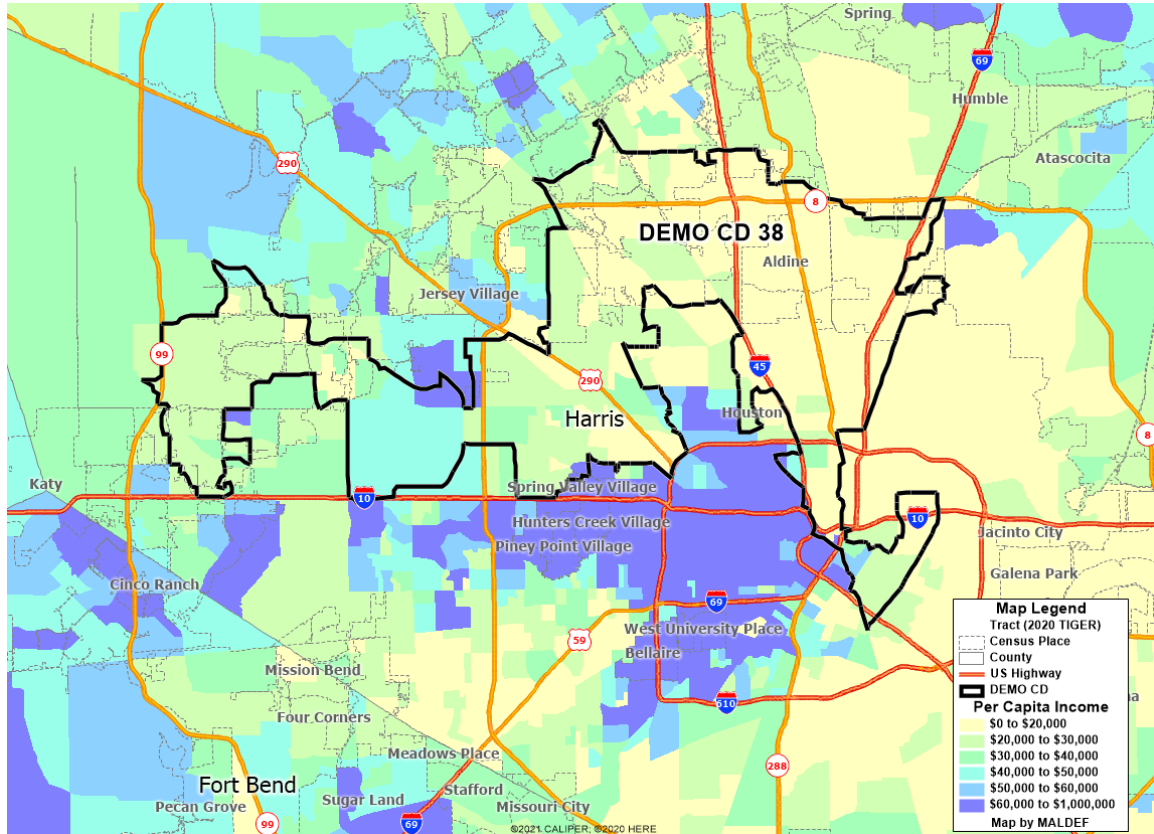 Spring
69
Humble
290
Atascocita
8
DEMO CD 38
Aldine
Jersey Village
99
45
290
Houston
Harris
8
Katy
10
Spring Valley Village
10
Hunters Creek Village
Jacinto City
Piney Point Village
Galena Park
Cinco Ranch
69
59
West University Place
Bellaire
Mission Bend
610
Four Corners
288
Meadows Place
Fort Bend
Stafford
Pecan Grove
Sugar Land
Missouri City
99
69
©2021 CALIPER; ©2020 HERE
Map Legend
Tract (2020 TIGER)
Census Place
County
US Highway
DEMO CD
Per Capita Income
$0 to $20,000
$20,000 to $30,000
$30,000 to $40,000
$40,000 to $50,000
$50,000 to $60,000
$60,000 to $1,000,000
Map by MALDEF